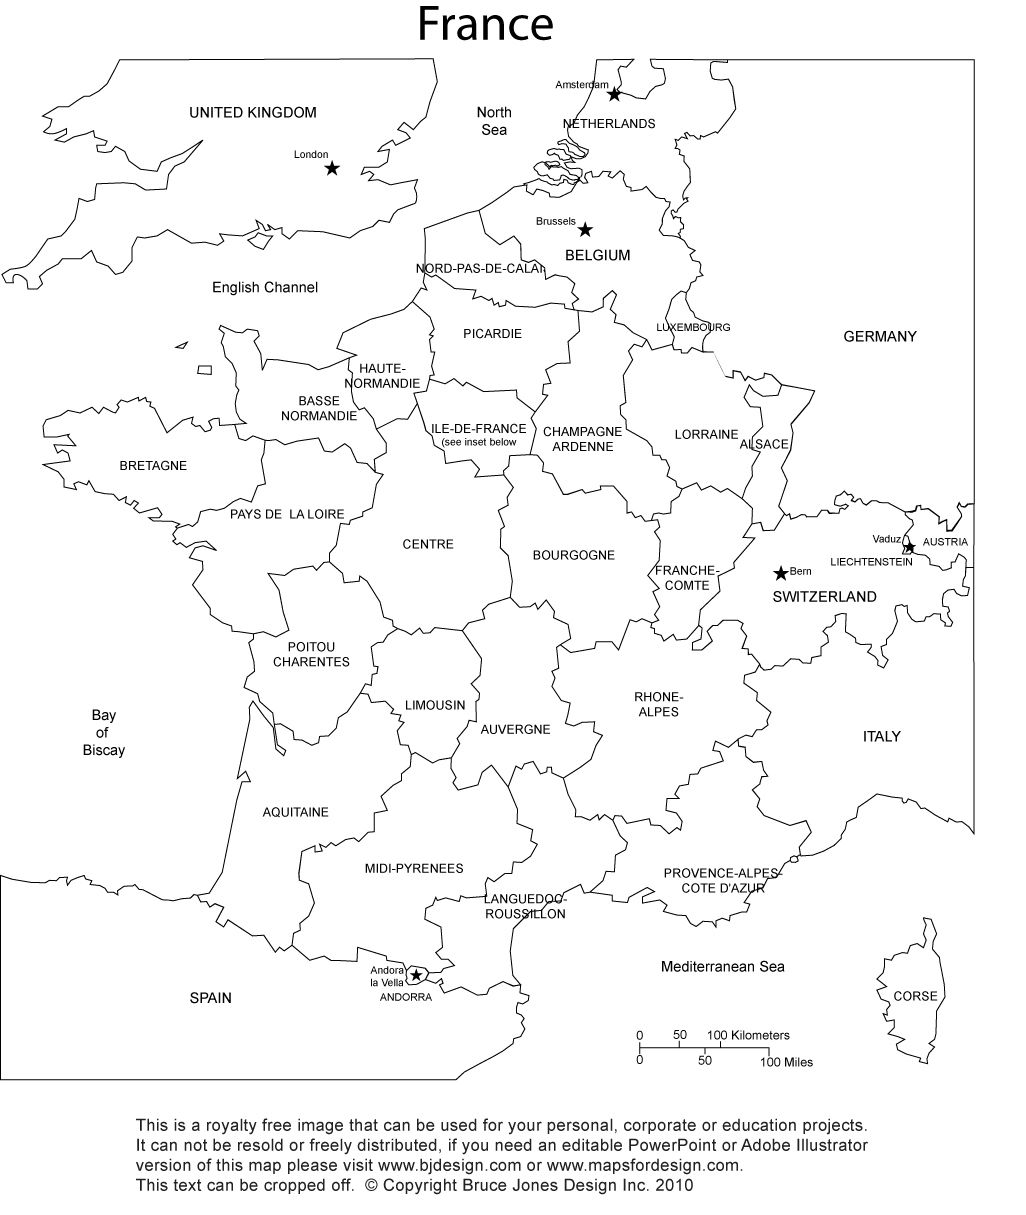 France
Amsterdam
UNITED KINGDOM
North
Sea
NETHERLANDS
London
Brussels
BELGIUM
NORD-PAS-DE-CALAI
English Channel
LUXEMBOURG
PICARDIE
GERMANY
HAUTE-
NORMANDIE
BASSE
NORMANDIE
ILE-DE-FRANCE
(see inset below
CHAMPAGNE
ARDENNE
LORRAINE
ALSACE
BRETAGNE
PAYS DE LA LOIRE
CENTRE
BOURGOGNE
FRANCHE-
COMTE
Vaduz
AUSTRIA
LIECHTENSTEIN
Bern
SWITZERLAND
POITOU
CHARENTES
LIMOUSIN
AUVERGNE
RHONE-
ALPES
Bay
of
Biscay
ITALY
AQUITAINE
MIDI-PYRENEES
PROVENCE-ALPES-
COTE D'AZUR
LANGUEDOC-
ROUSSILLON
Andora
la Vella
ANDORRA
SPAIN
Mediterranean Sea
CORSE
0 50 100 Kilometers
0 50 100 Miles
This is a royalty free image that can be used for your personal, corporate or education projects.
It can not be resold or freely distributed, if you need an editable PowerPoint or Adobe Illustrator
version of this map please visit www.bjdesign.com or www.mapsfordesign.com.
This text can be cropped off. © Copyright Bruce Jones Design Inc. 2010